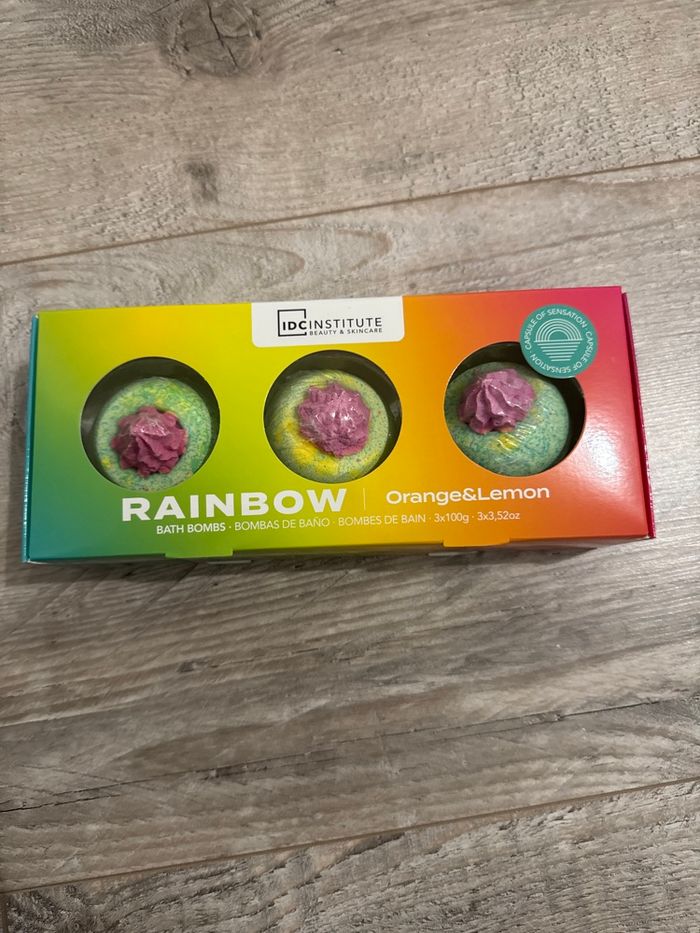 IDC INSTITUTE
BEAUTY & SKINCARE
CAPSULE OF SENSATION · CAPSULE OF SENSATION ·
RAINBOW | Orange&Lemon
BATH BOMBS · BOMBAS DE BAÑO · BOMBES DE BAIN · 3x100g · 3x3,52oz